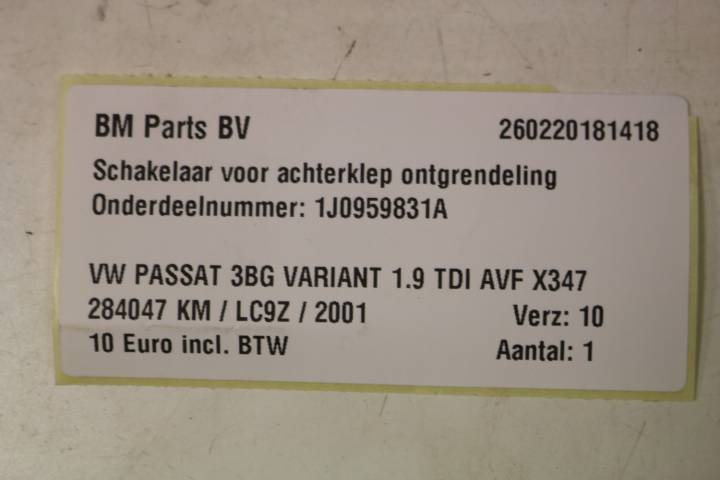 BM Parts BV 260220181418
Schakelaar voor achterklep ontgrendeling
Onderdeelnummer: 1J0959831A
VW PASSAT 3BG VARIANT 1.9 TDI AVF X347
284047 KM / LC9Z / 2001 Verz: 10
10 Euro incl. BTW Aantal: 1